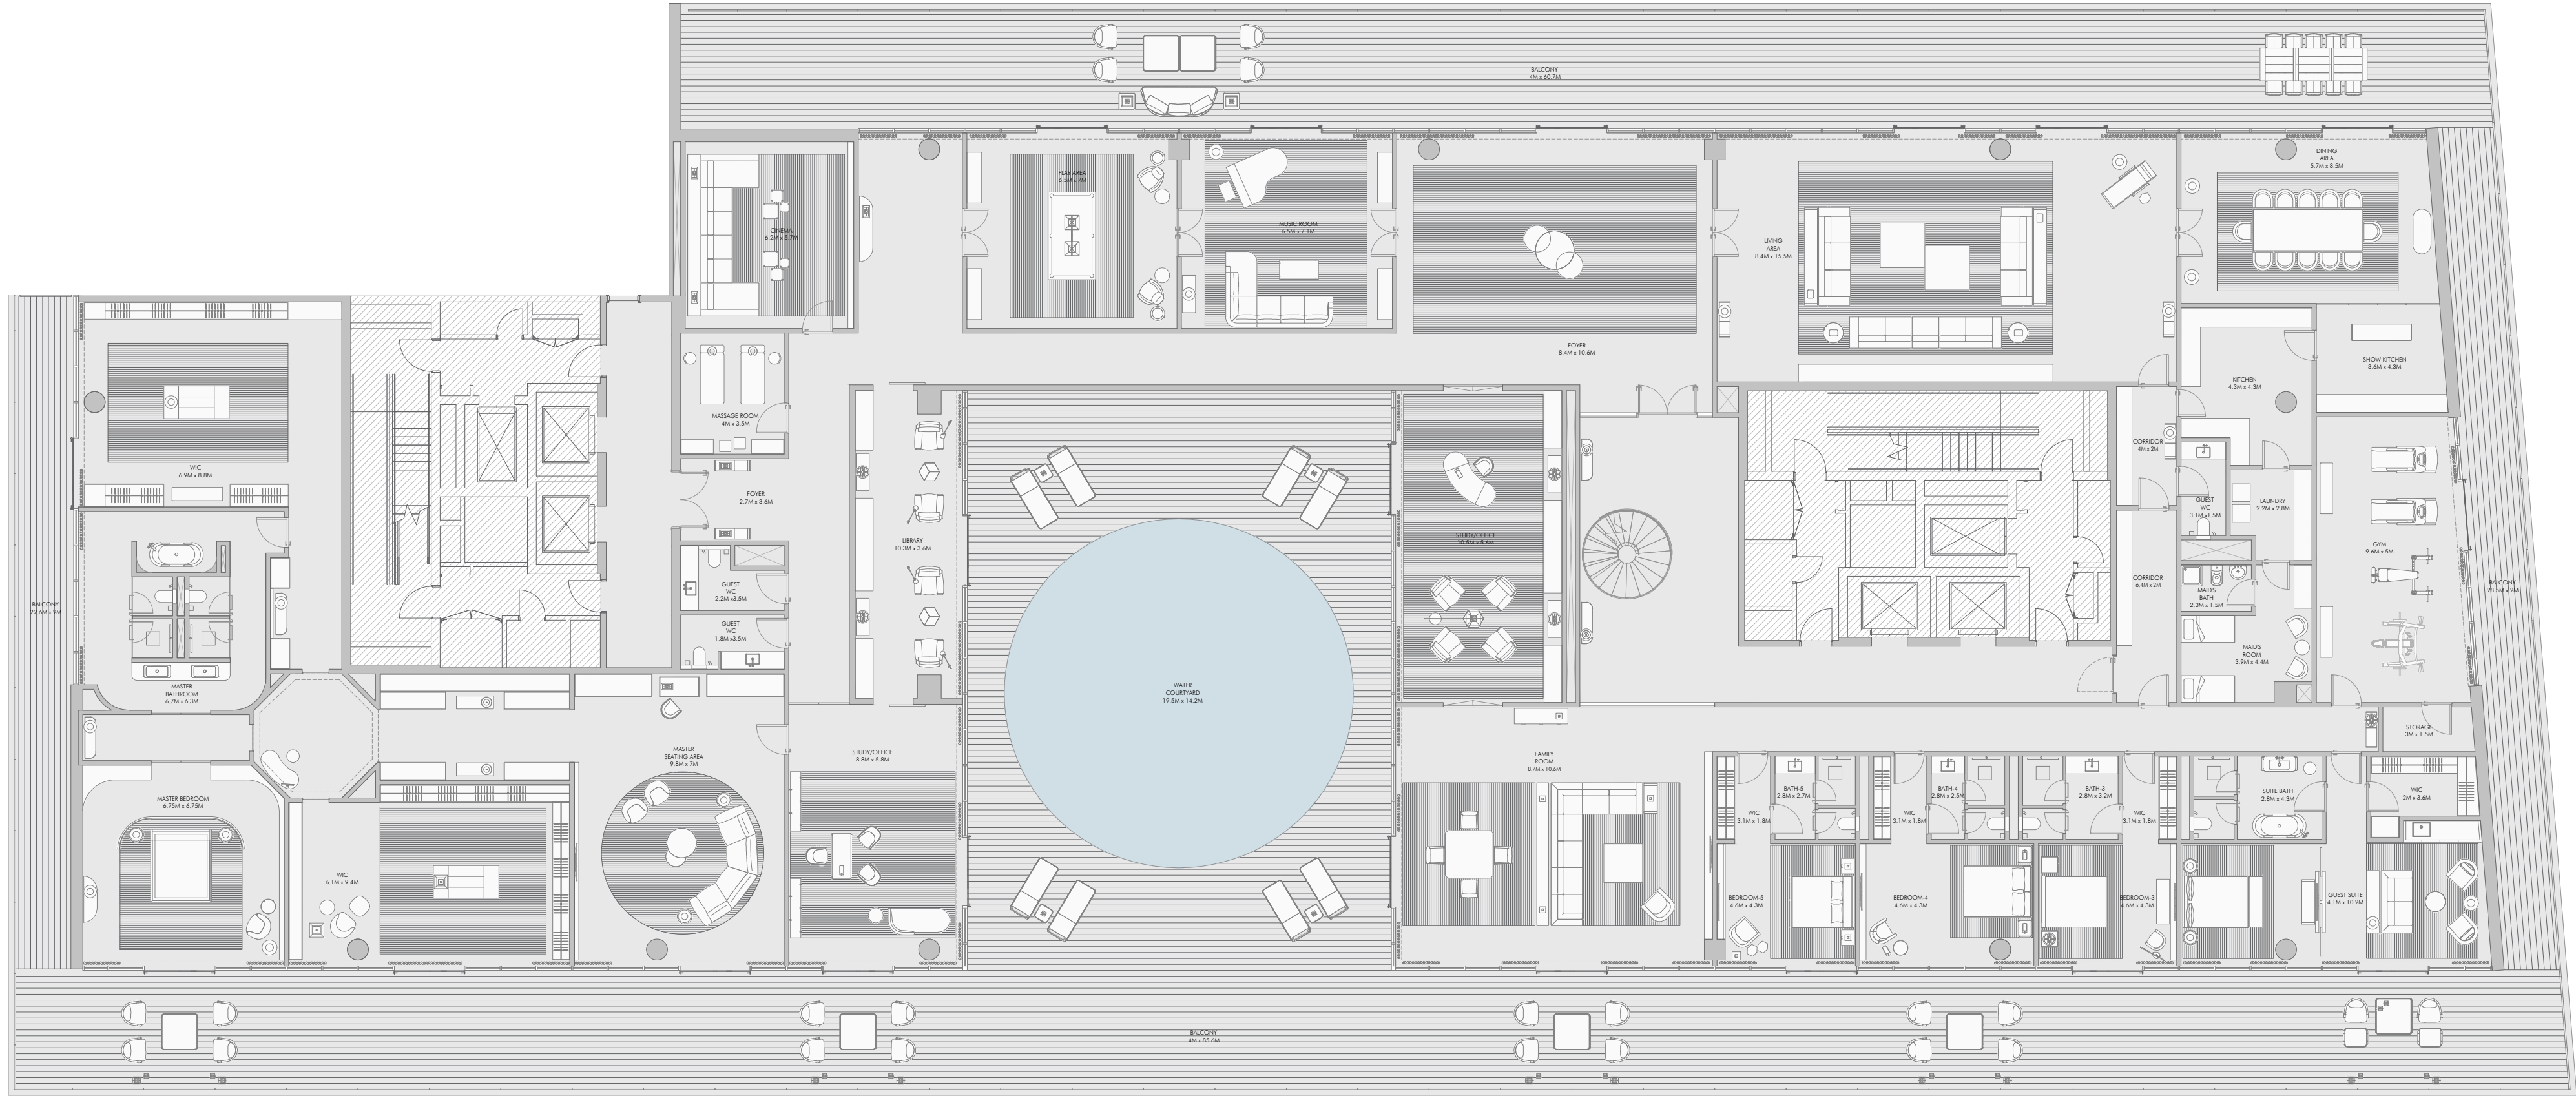 BALCONY
4M x 60.7M
DINING
AREA
5.7M x 8.5M
PLAY AREA
6.5M x 7M
CINEMA
6.2M x 5.7M
MUSIC ROOM
6.5M x 7.1M
LIVING
AREA
8.4M x 15.5M
FOYER
8.4M x 10.6M
SHOW KITCHEN
3.6M x 4.3M
KITCHEN
4.3M x 4.3M
MASSAGE ROOM
4M x 3.5M
CORRIDOR
4M x 2M
WIC
6.9M x 8.8M
FOYER
2.7M x 3.6M
GUEST
WC
3.1M x1.5M
LAUNDRY
2.2M x 2.8M
STUDY/OFFICE
10.5M x 5.6M
LIBRARY
10.3M x 3.6M
GYM
9.6M x 5M
CORRIDOR
6.4M x 2M
BALCONY
28.5M x 2M
GUEST
WC
2.2M x3.5M
MAID'S
BATH
2.3M x 1.5M
BALCONY
22.6M x 2M
GUEST
WC
1.8M x3.5M
MAID'S
ROOM
3.9M x 4.4M
MASTER
BATHROOM
6.7M x 6.3M
WATER
COURTYARD
19.5M x 14.2M
STORAGE
3M x 1.5M
MASTER
SEATING AREA
9.8M x 7M
STUDY/OFFICE
8.8M x 5.8M
FAMILY
ROOM
8.7M x 10.6M
BATH-5
2.8M x 2.7M
BATH-4
2.8M x 2.5M
BATH-3
2.8M x 3.2M
SUITE BATH
2.8M x 4.3M
WIC
2M x 3.6M
MASTER BEDROOM
6.75M x 6.75M
WIC
3.1M x 1.8M
WIC
3.1M x 1.8M
WIC
3.1M x 1.8M
WIC
6.1M x 9.4M
BEDROOM-5
4.6M x 4.3M
BEDROOM-4
4.6M x 4.3M
BEDROOM-3
4.6M x 4.3M
GUEST SUITE
4.1M x 10.2M
BALCONY
4M x 85.6M